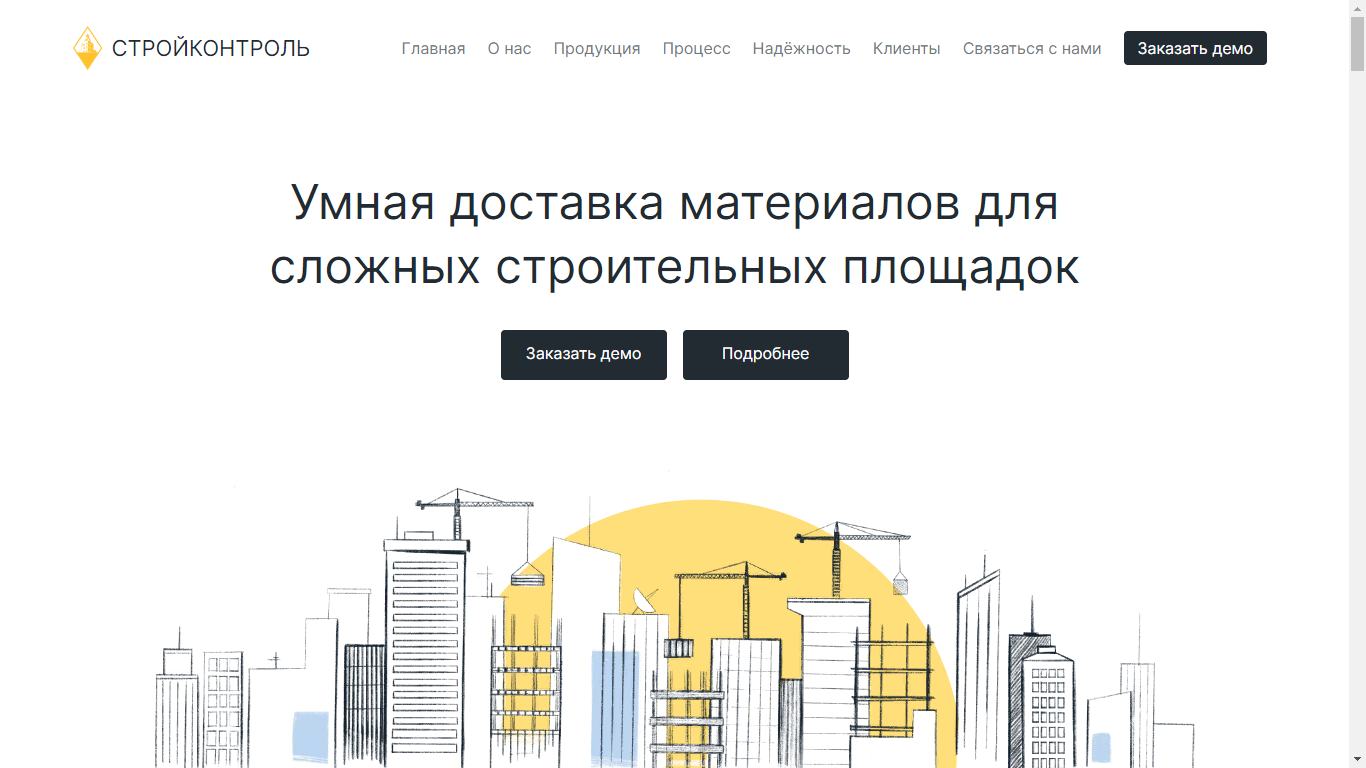 СТРОЙКОНТРОЛЬ
Главная
О нас
Продукция
Процесс
Надёжность
Клиенты
Связаться с нами
Заказать демо
Умная доставка материалов для
сложных строительных площадок
Заказать демо
Подробнее